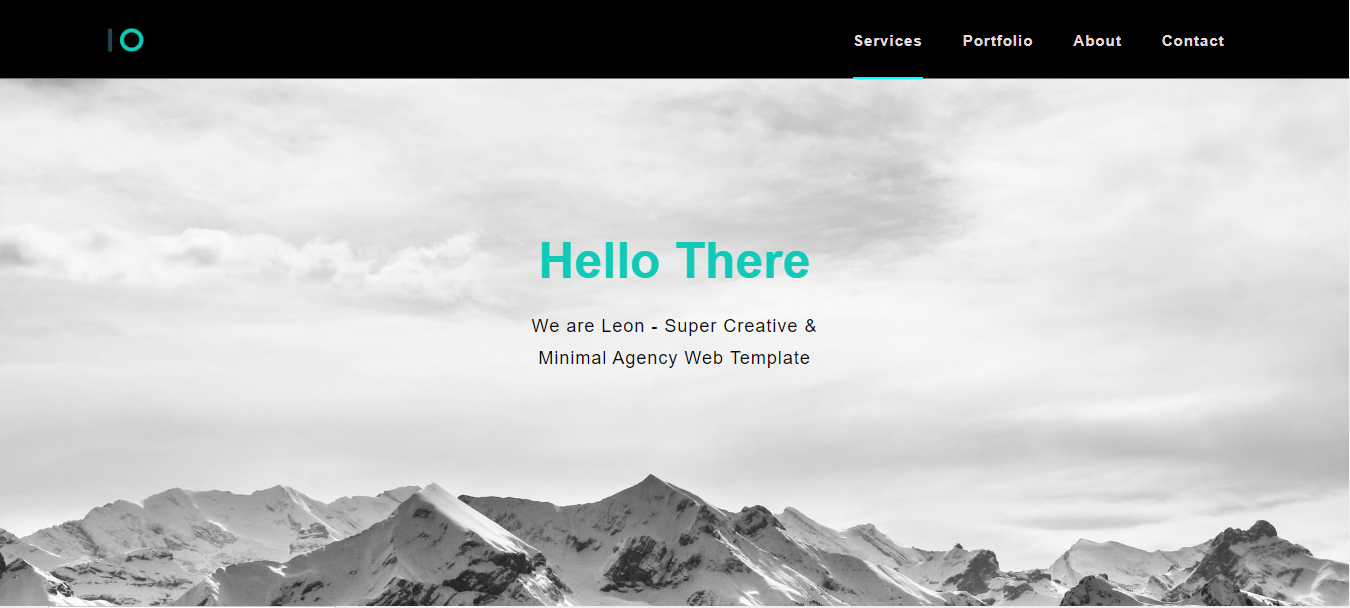 IO
Services Portfolio About Contact
Hello There
We are Leon - Super Creative &
Minimal Agency Web Template